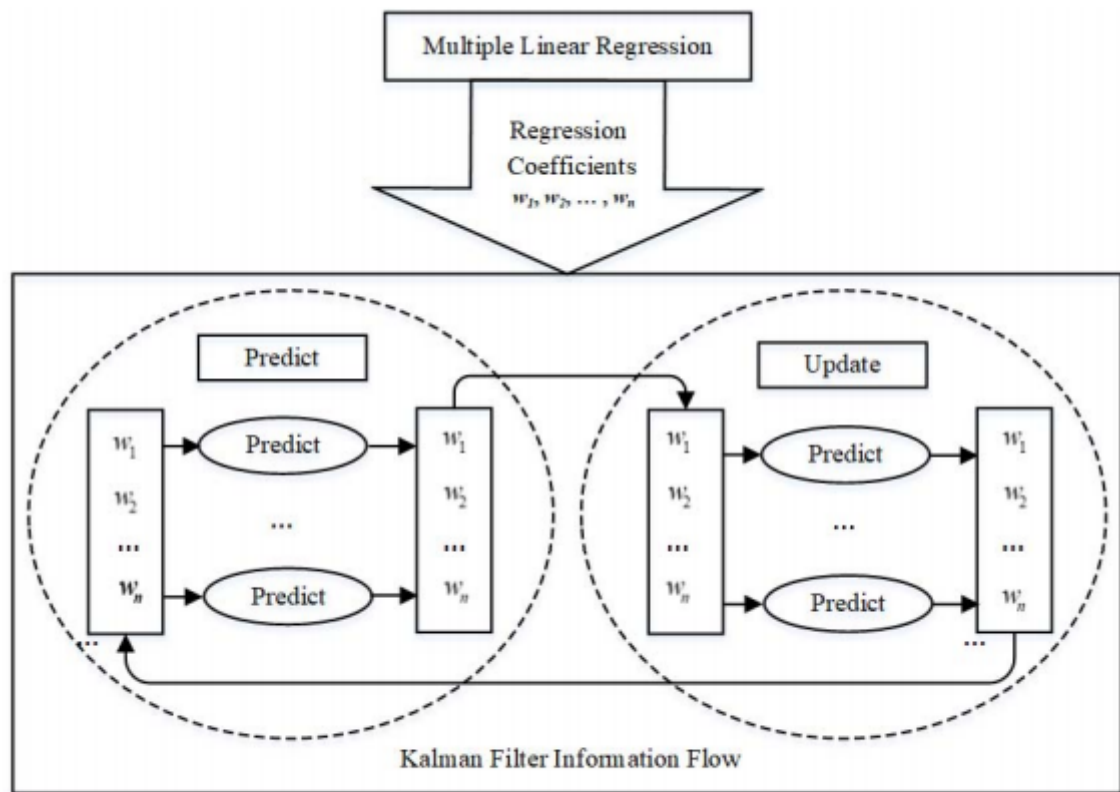 Multiple Linear Regression
Regression
Coefficients
w₁, w₂, ... , wₙ
Predict
Update
w₁
Predict
w₁
w₁
Predict
w₁
w₂
...
w₂
w₂
...
w₂
...
...
...
...
wₙ
Predict
wₙ
wₙ
Predict
wₙ
...
...
Kalman Filter Information Flow